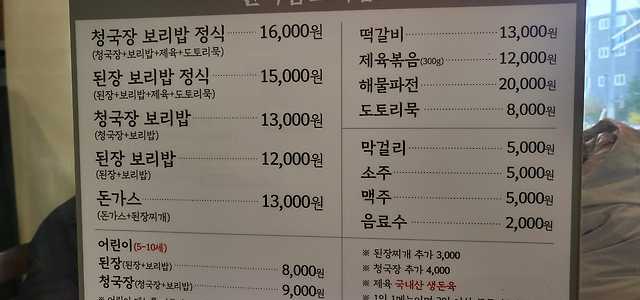 청국장 보리밥 정식 16,000원
(청국장+보리밥+제육+도토리묵)
된장 보리밥 정식 15,000원
(된장+보리밥+제육+도토리묵)
청국장 보리밥 13,000원
(청국장+보리밥)
된장 보리밥 12,000원
(된장+보리밥)
돈가스 13,000원
(돈가스+된장찌개)
어린이(5-10세)
된장(된장+보리밥) 8,000원
청국장(청국장+보리밥) 9,000원
떡갈비 13,000원
제육볶음(300g) 12,000원
해물파전 20,000원
도토리묵 8,000원
막걸리 5,000원
소주 5,000원
맥주 5,000원
음료수 2,000원
※ 된장찌개 추가 3,000
※ 청국장 추가 4,000
※ 제육 국내산 생돈육